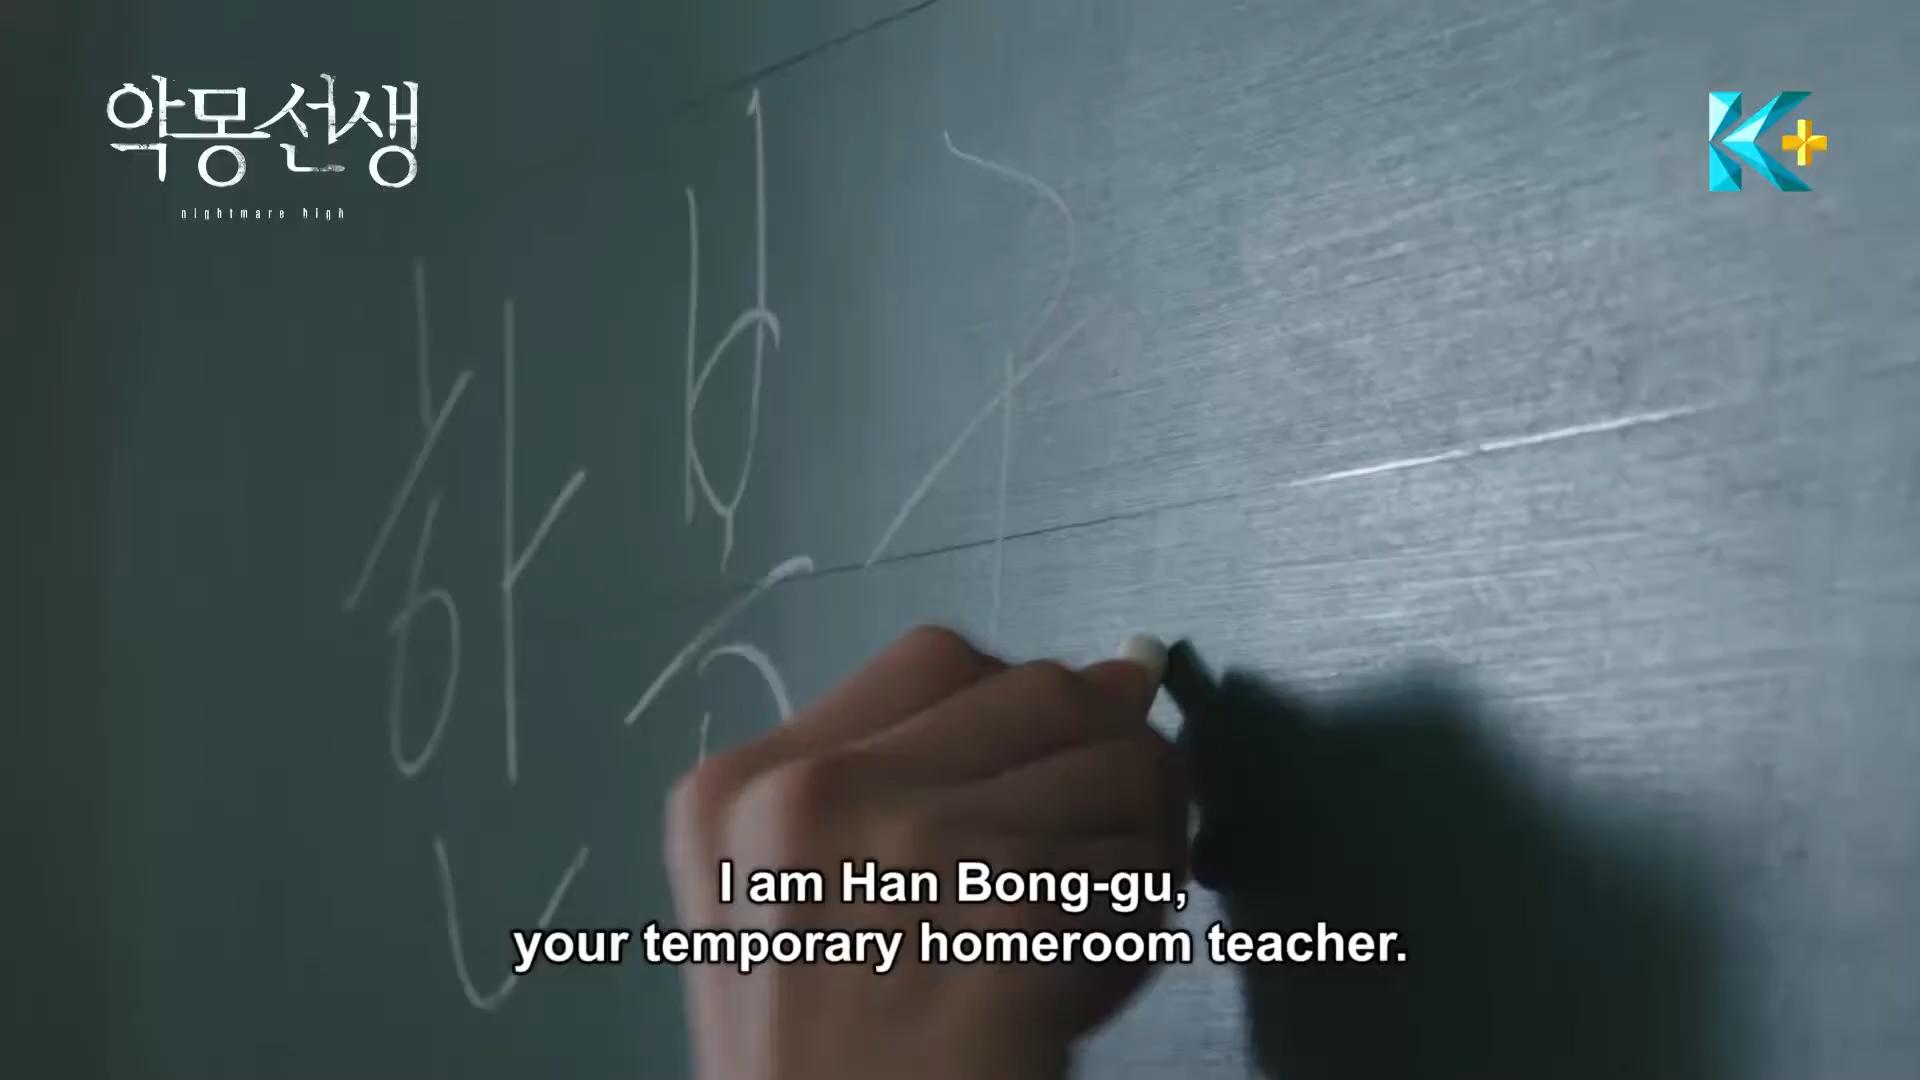 악몽선생
nightmare high
K+
한봉구
I am Han Bong-gu,
your temporary homeroom teacher.